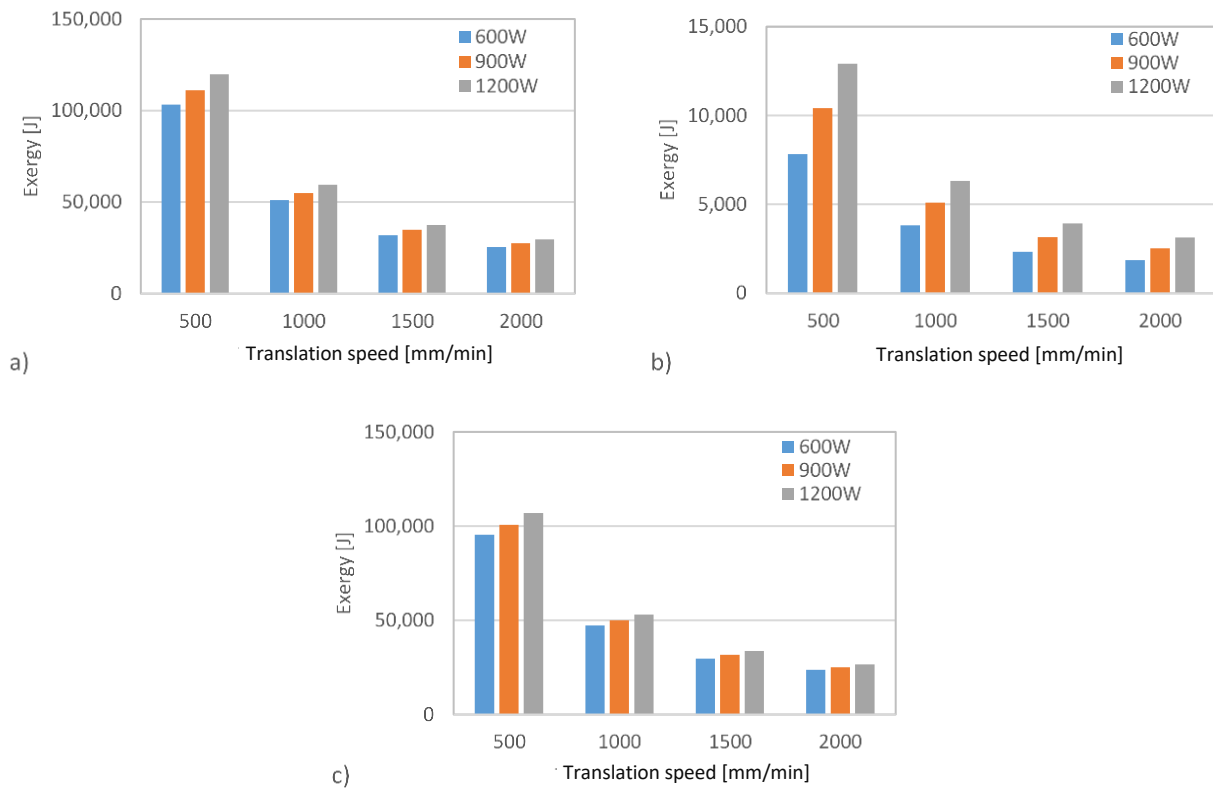 150,000
100,000
50,000
0
Exergy [J]
600W
900W
1200W
500 1000 1500 2000
Translation speed [mm/min]
a)
15,000
10,000
5,000
0
Exergy [J]
600W
900W
1200W
500 1000 1500 2000
Translation speed [mm/min]
b)
150,000
100,000
50,000
0
Exergy [J]
600W
900W
1200W
500 1000 1500 2000
Translation speed [mm/min]
c)